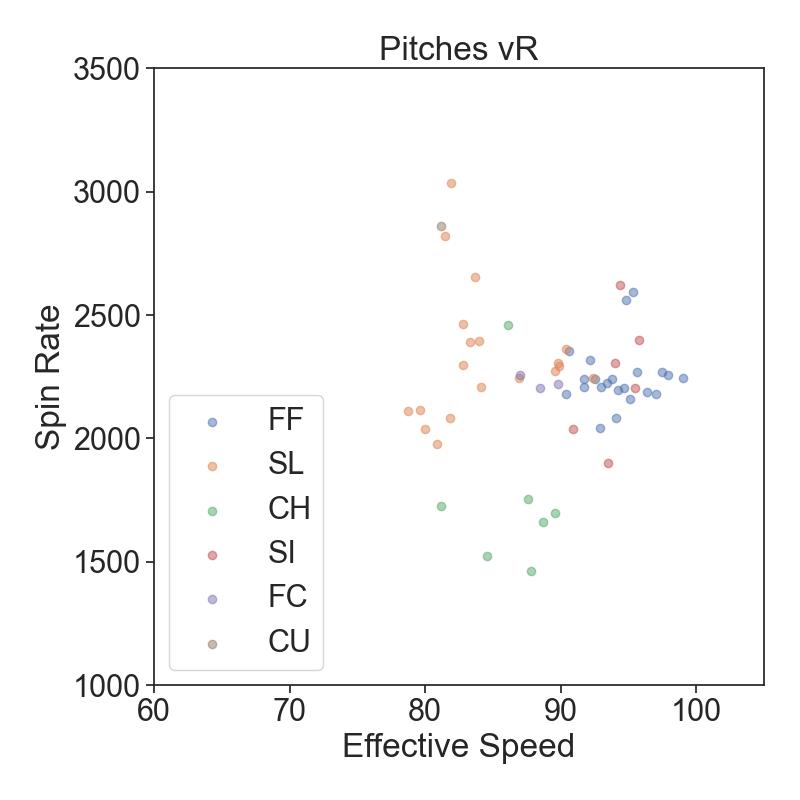 Pitches vR
3500
3000
2500
2000
1500
1000
Spin Rate
FF
SL
CH
SI
FC
CU
60 70 80 90 100
Effective Speed